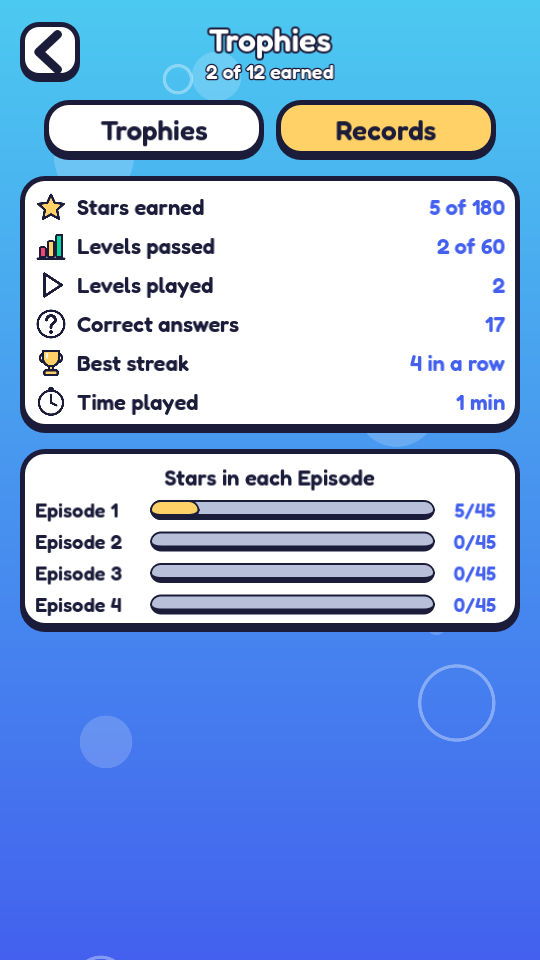 Trophies
2 of 12 earned
Trophies
Records
Stars earned 5 of 180
Levels passed 2 of 60
Levels played 2
Correct answers 17
Best streak 4 in a row
Time played 1 min
Stars in each Episode
Episode 1 5/45
Episode 2 0/45
Episode 3 0/45
Episode 4 0/45